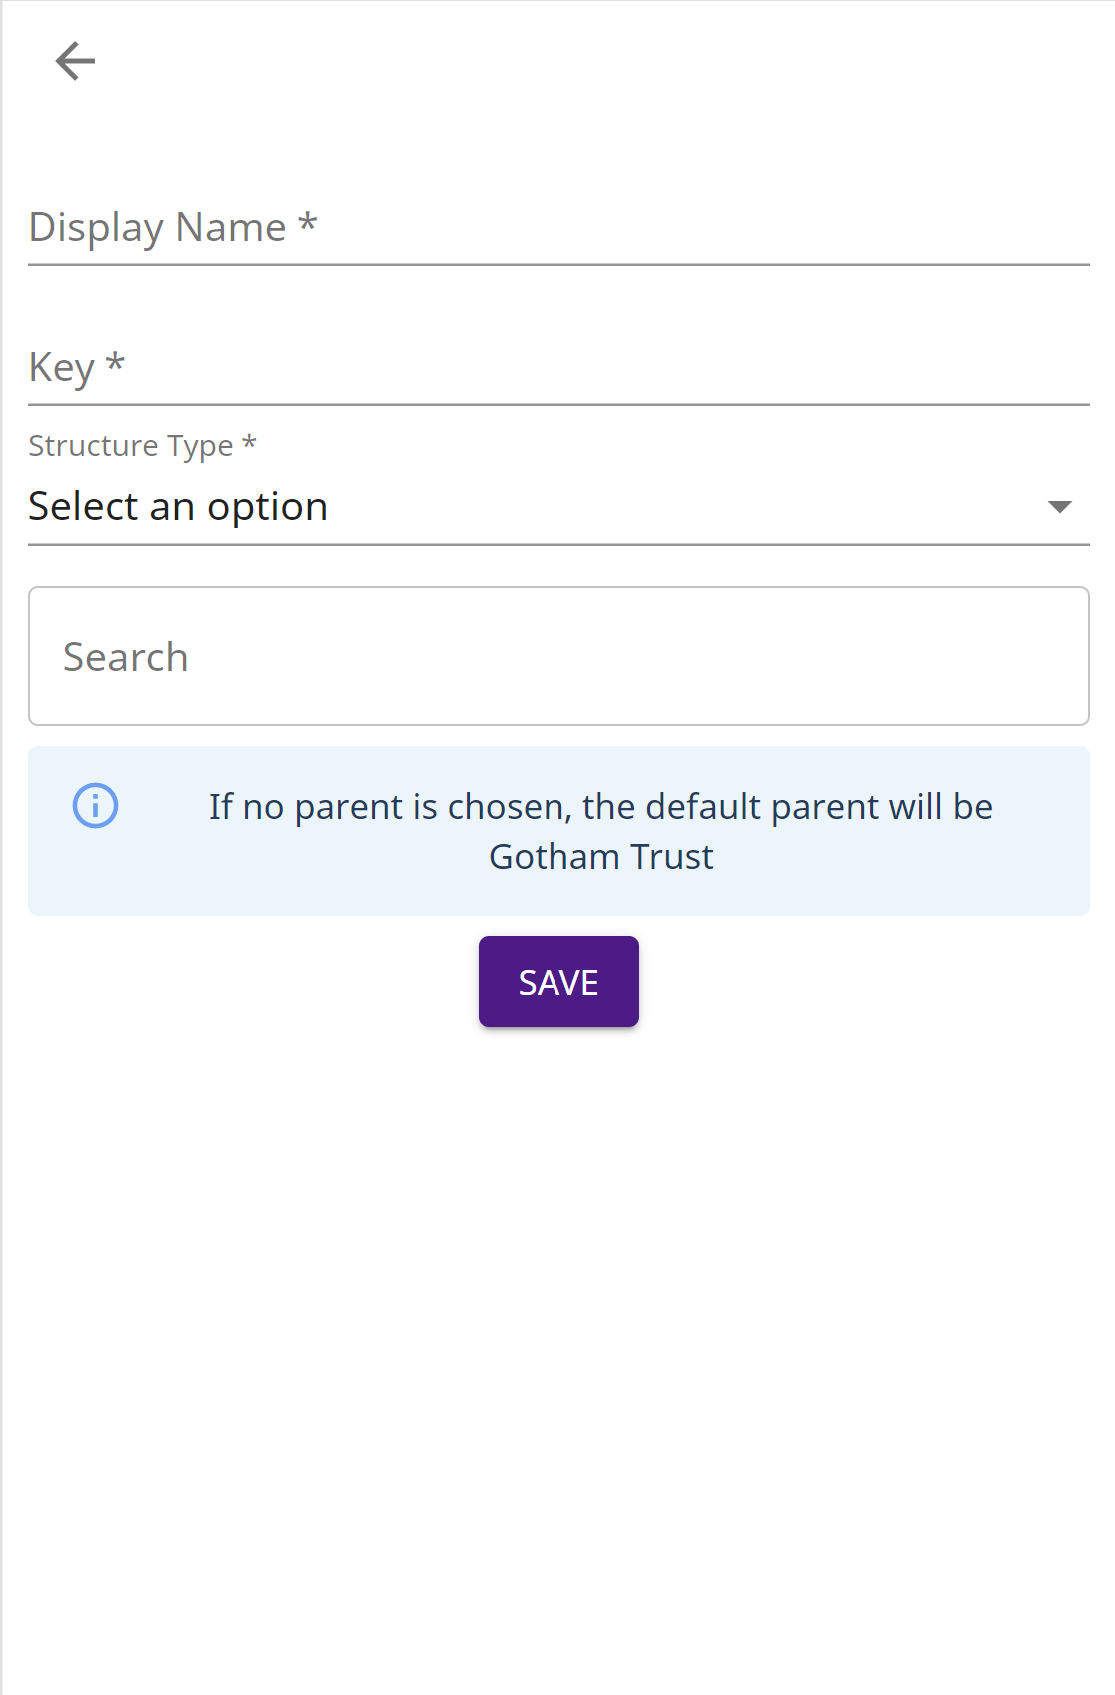 Display Name *
Key *
Structure Type *
Select an option
Search
If no parent is chosen, the default parent will be
Gotham Trust
SAVE